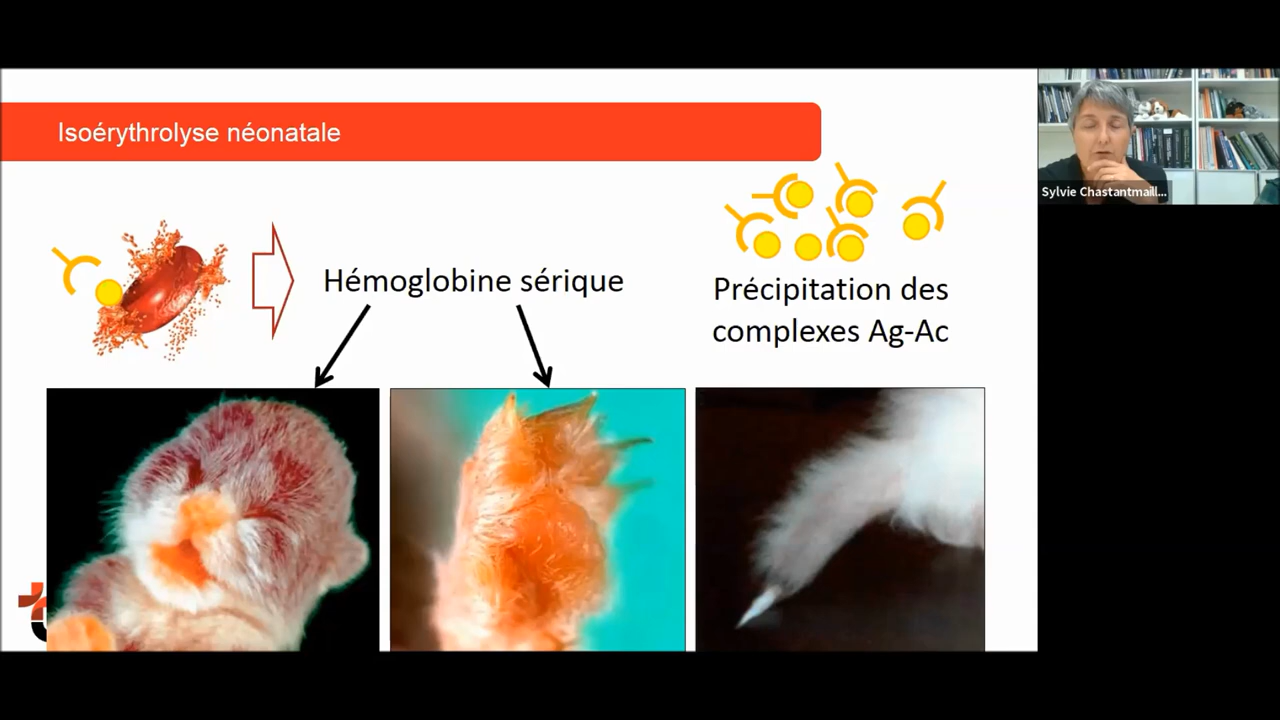 Isoérythrolyse néonatale
Hémoglobine sérique
Précipitation des
complexes Ag-Ac
Sylvie Chastantmaill...